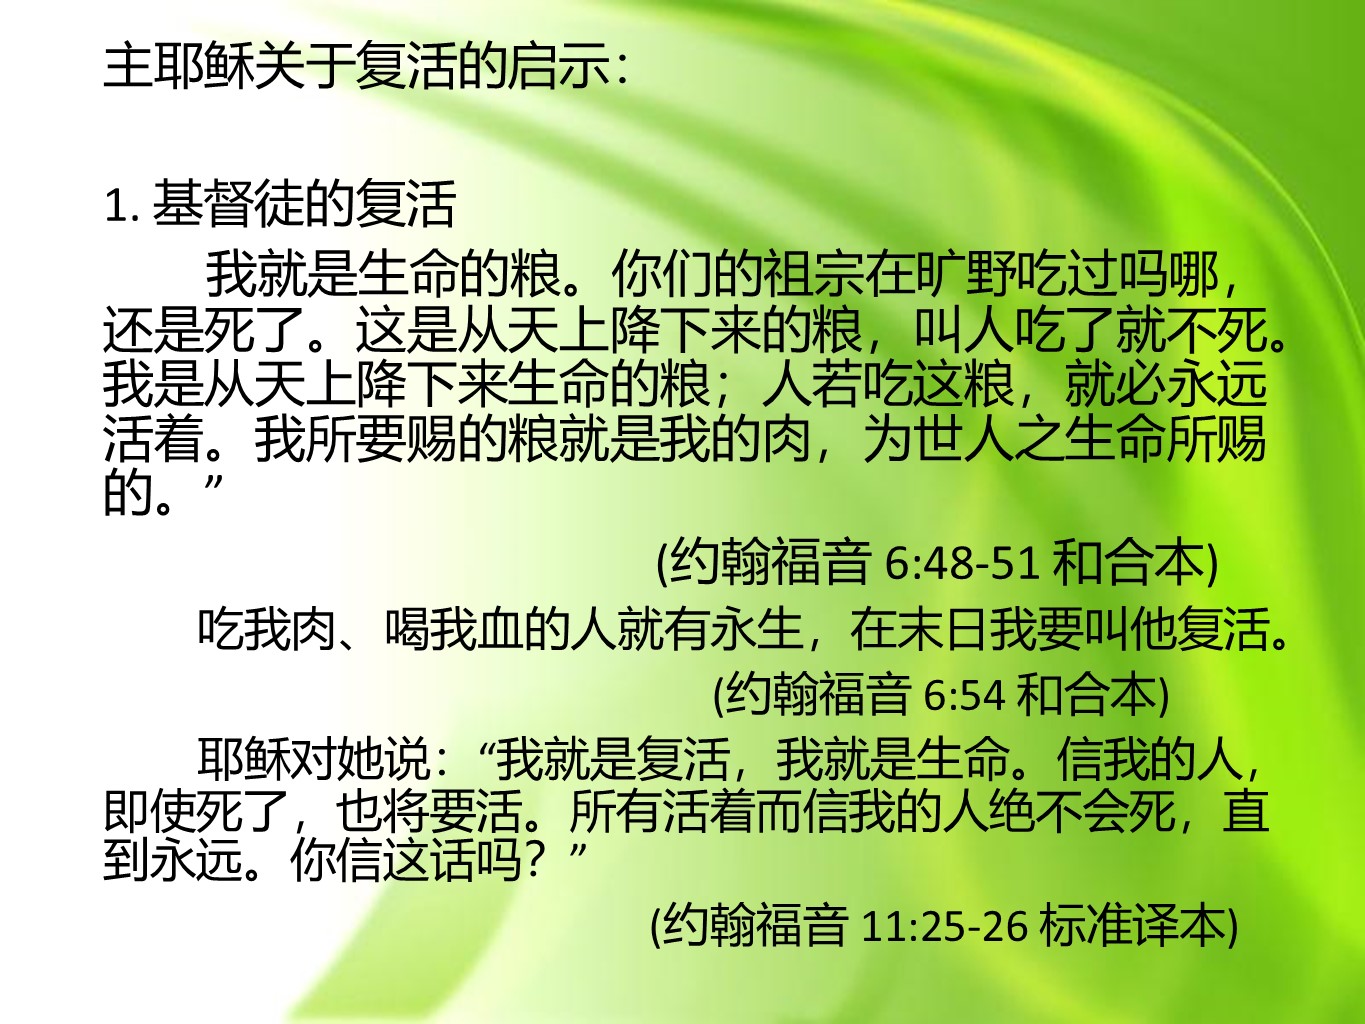 主耶稣关于复活的启示：
1. 基督徒的复活
我就是生命的粮。你们的祖宗在旷野吃过吗哪，
还是死了。这是从天上降下来的粮，叫人吃了就不死。
我是从天上降下来生命的粮；人若吃这粮，就必永远
活着。我所要赐的粮就是我的肉，为世人之生命所赐
的。”
(约翰福音 6:48-51 和合本)
吃我肉、喝我血的人就有永生，在末日我要叫他复活。
(约翰福音 6:54 和合本)
耶稣对她说：“我就是复活，我就是生命。信我的人，
即使死了，也将要活。所有活着而信我的人绝不会死，直
到永远。你信这话吗？”
(约翰福音 11:25-26 标准译本)